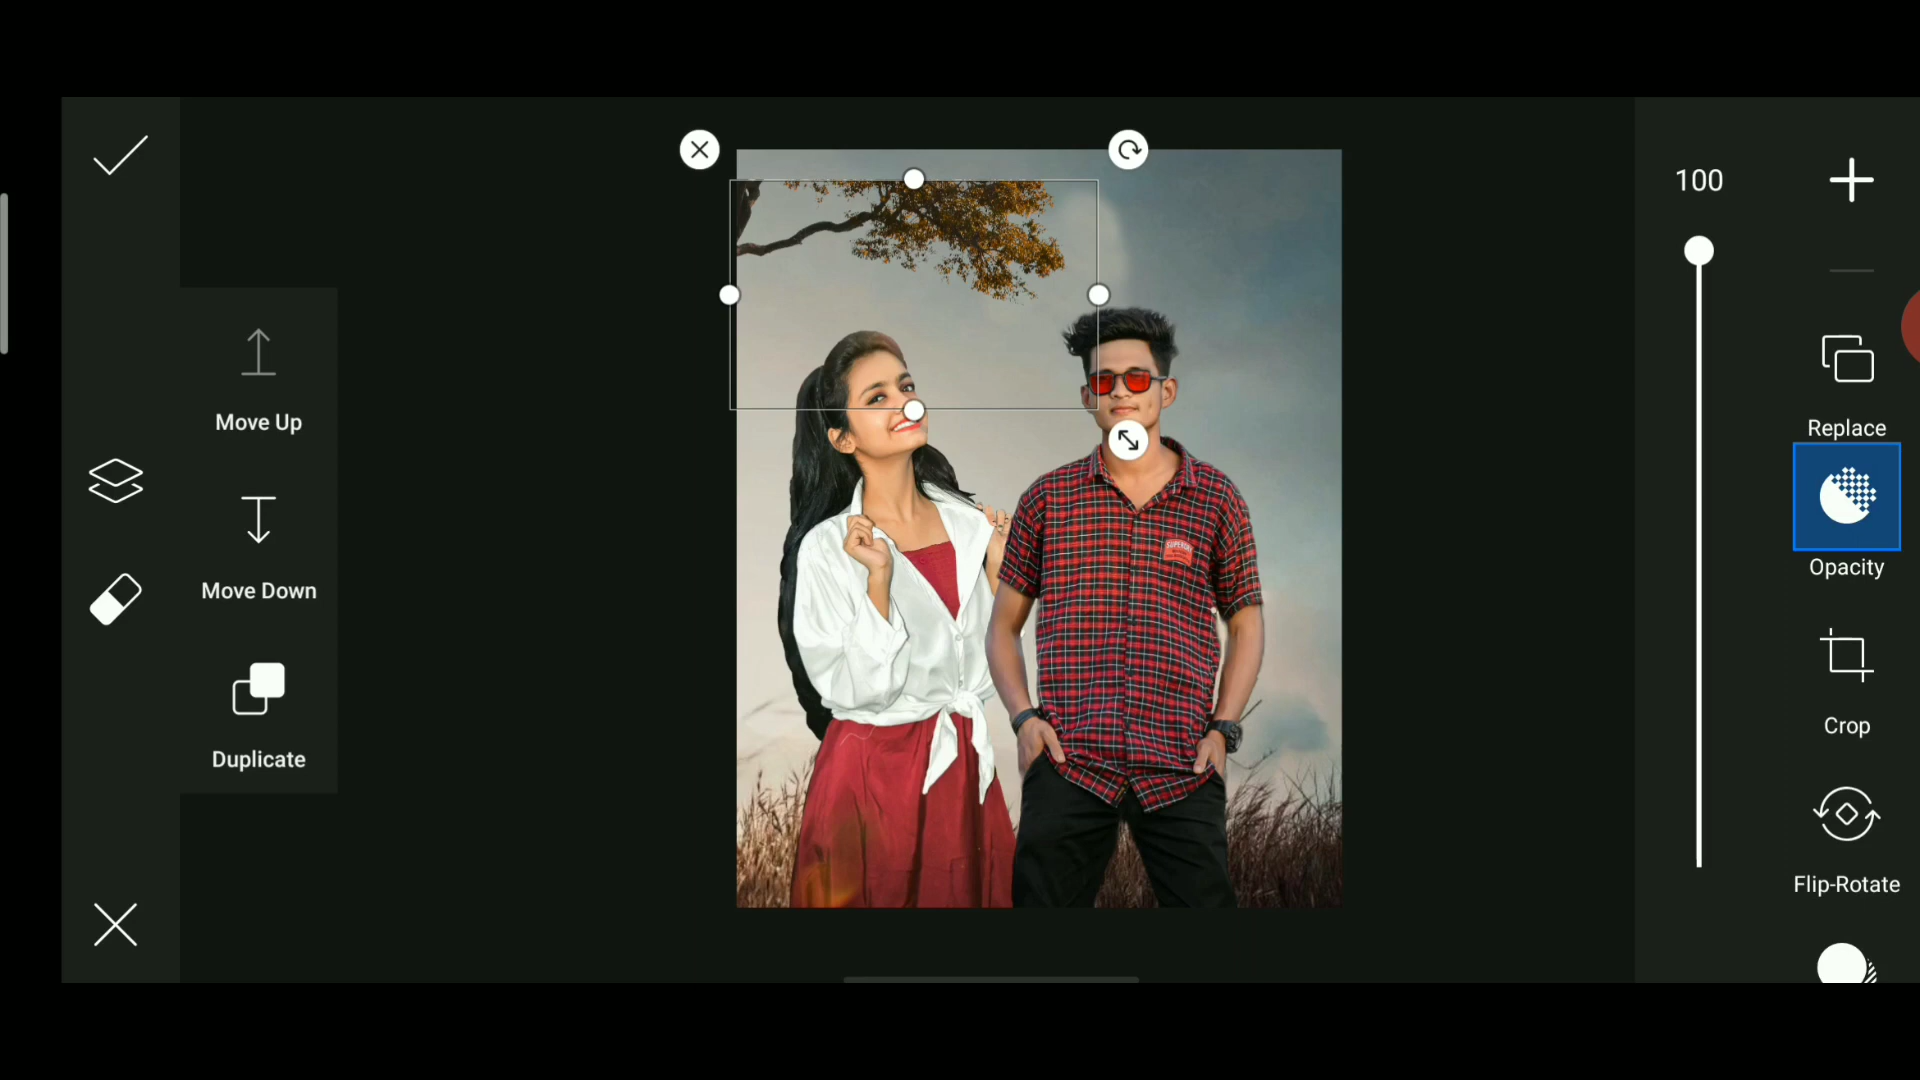 100
Move Up
Replace
Move Down
Opacity
Crop
Duplicate
Flip-Rotate